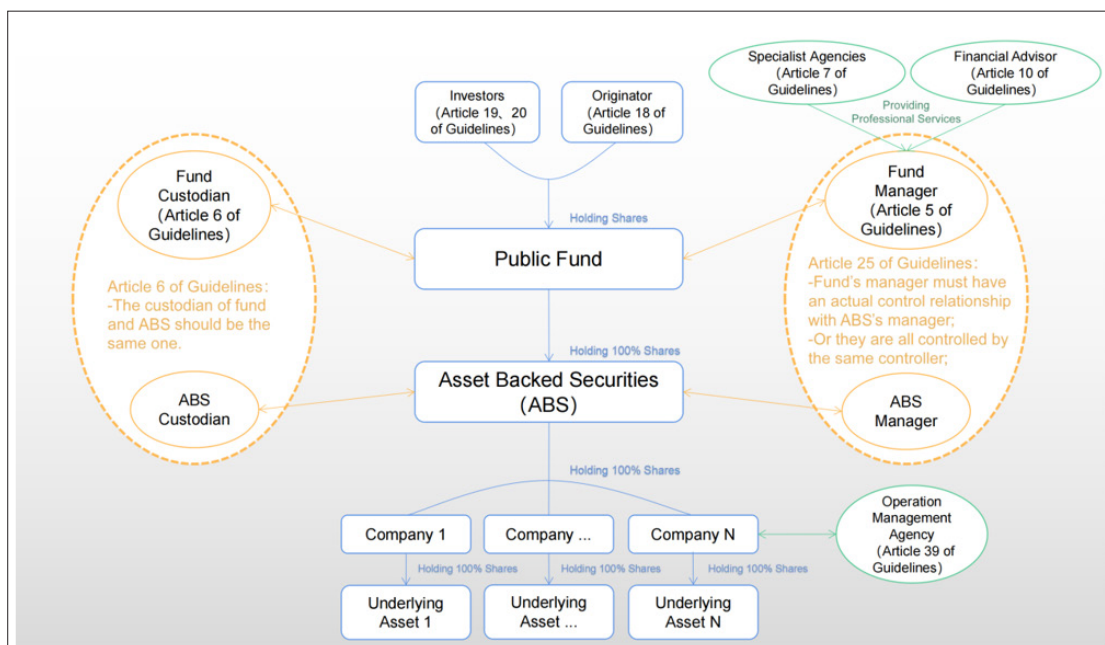 Specialist Agencies
（Article 7 of
Guidelines）
Financial Advisor
（Article 10 of
Guidelines）
Investors
（Article 19、20
of Guidelines）
Originator
（Article 18 of
Guidelines）
Providing
Professional Services
Fund
Custodian
（Article 6 of
Guidelines）
Fund
Manager
（Article 5 of
Guidelines）
Holding Shares
Public Fund
Article 6 of Guidelines：
-The custodian of fund
and ABS should be the
same one.
Article 25 of Guidelines：
-Fund's manager must have
an actual control relationship
with ABS's manager;
-Or they are all controlled by
the same controller;
Holding 100% Shares
Asset Backed Securities
（ABS）
ABS
Custodian
ABS
Manager
Holding 100% Shares
Company 1
Company ...
Company N
Operation
Management
Agency
（Article 39 of
Guidelines）
Holding 100% Shares
Holding 100% Shares
Holding 100% Shares
Underlying
Asset 1
Underlying
Asset ...
Underlying
Asset N